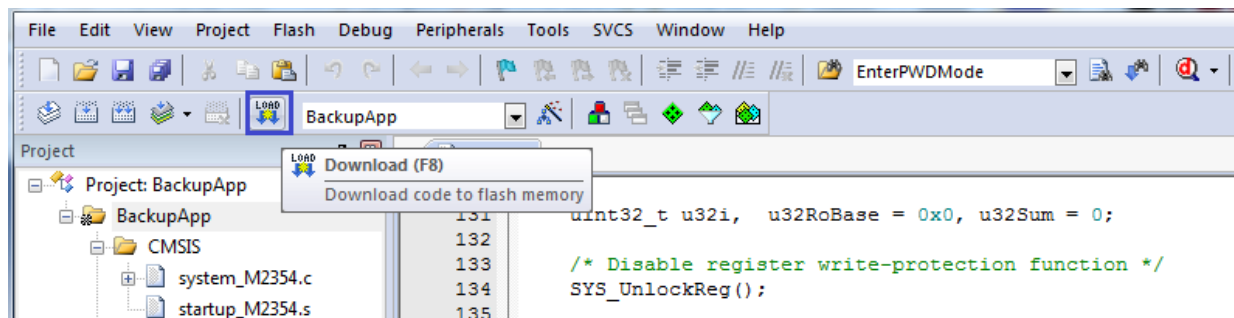 File Edit View Project Flash Debug Peripherals Tools SVCS Window Help
EnterPWDMode
LOAD BackupApp
Project
LOAD Download (F8)
Download code to flash memory
Project: BackupApp
BackupApp
CMSIS
system_M2354.c
startup_M2354.s
131 uint32_t u32i, u32RoBase = 0x0, u32Sum = 0;
132
133 /* Disable register write-protection function */
134 SYS_UnlockReg();
135